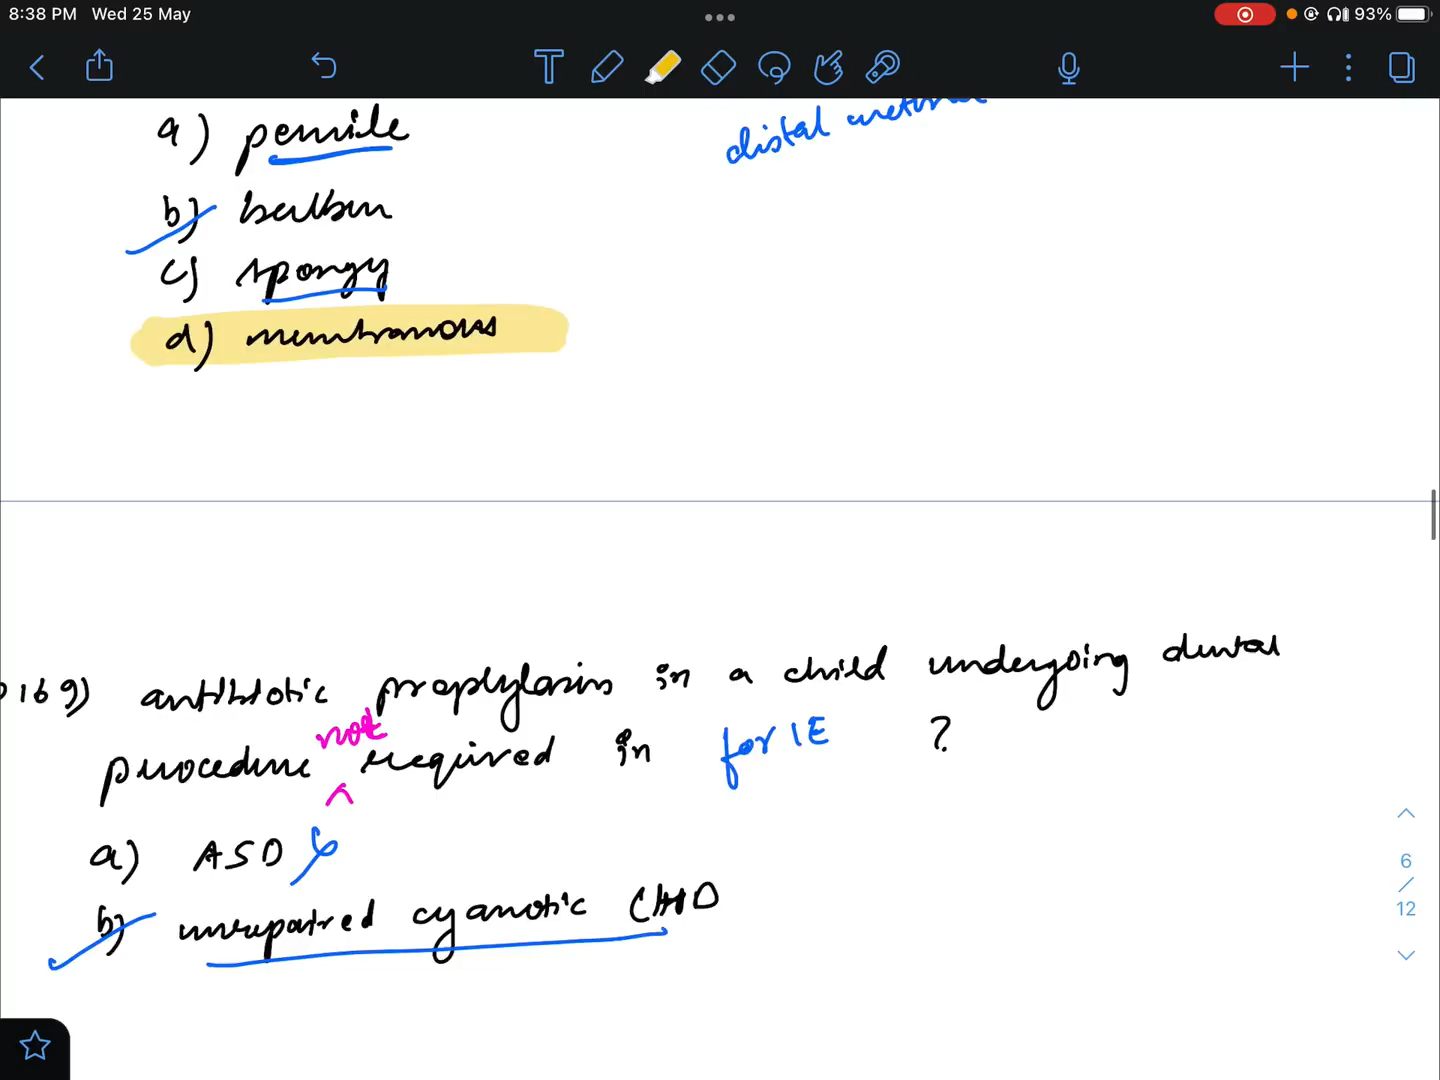 8:38 PM Wed 25 May
93%
distal urethra
a) penile
b) bulbar
c) spongy
d) membranous
169) antibiotic prophylaxis in a child undergoing dental
procedure not required in for IE ?
a) ASD
b) unrepaired cyanotic CHD
6
/
12